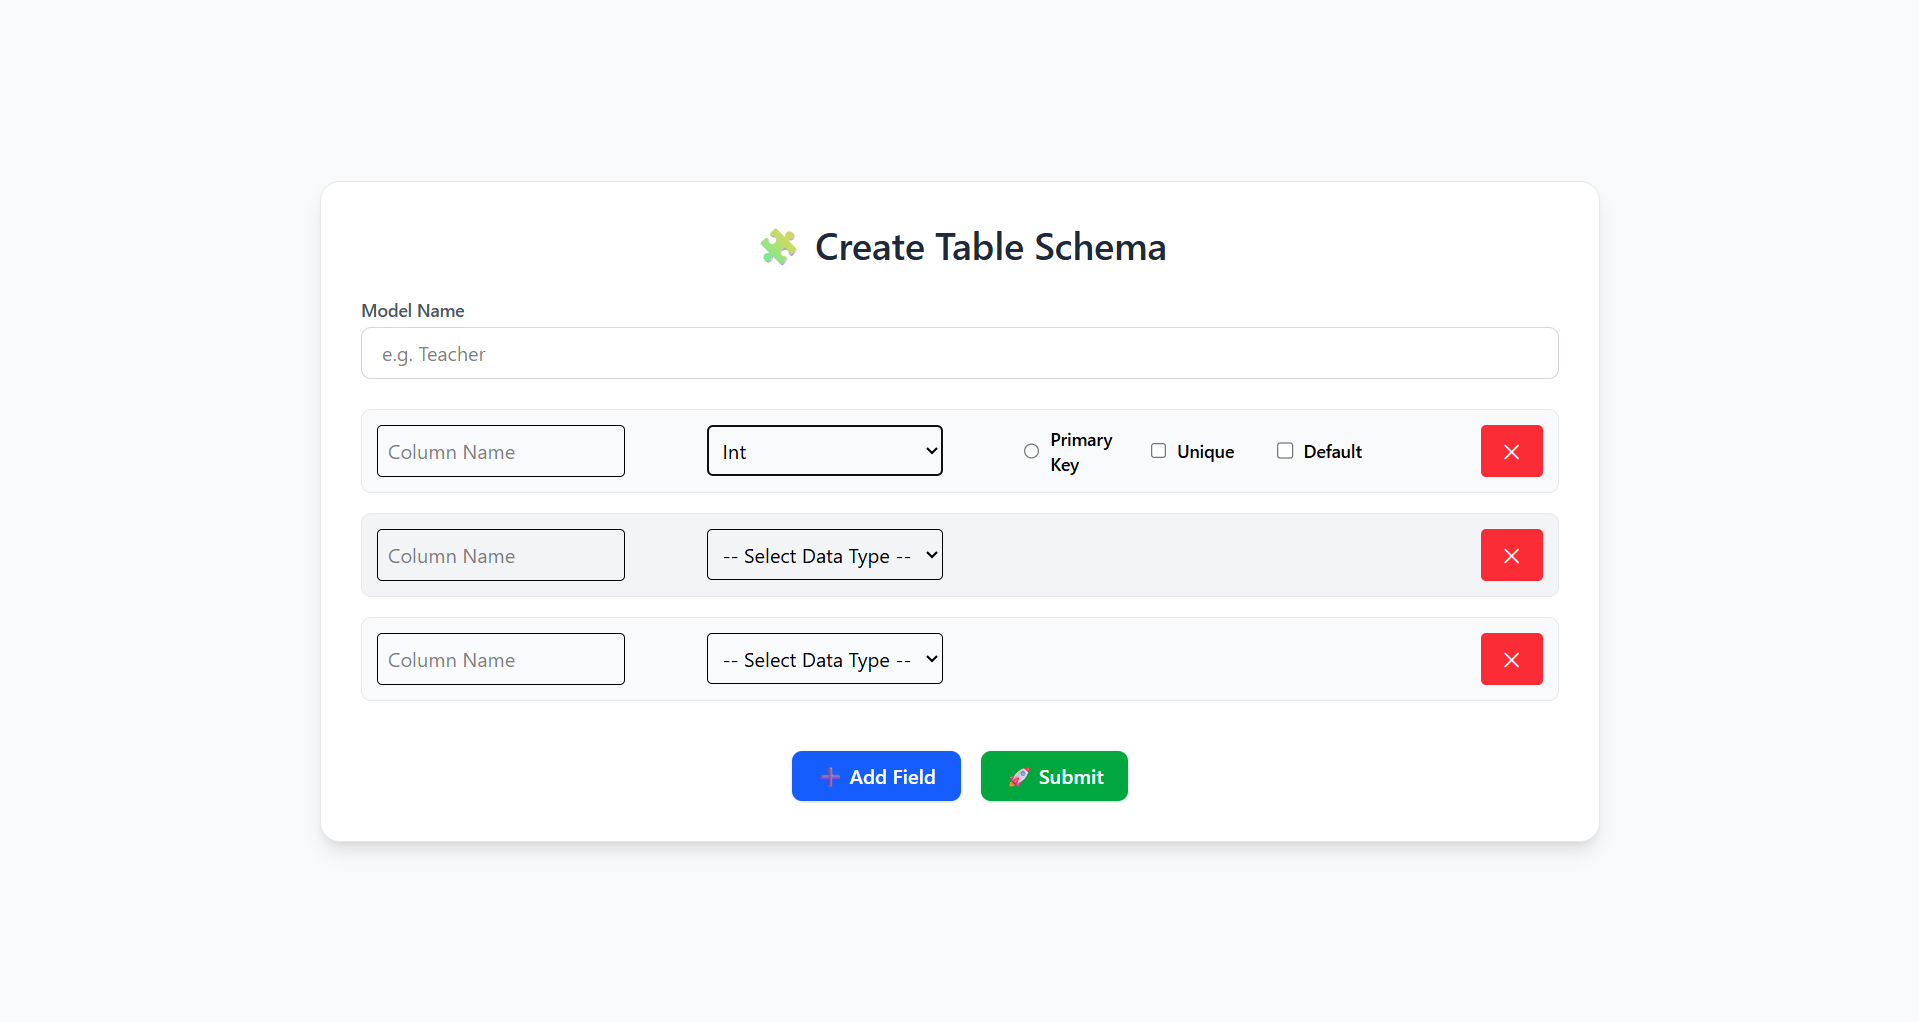 🧩 Create Table Schema
Model Name
e.g. Teacher
Column Name Int Primary Key Unique Default
Column Name -- Select Data Type --
Column Name -- Select Data Type --
➕ Add Field 🚀 Submit